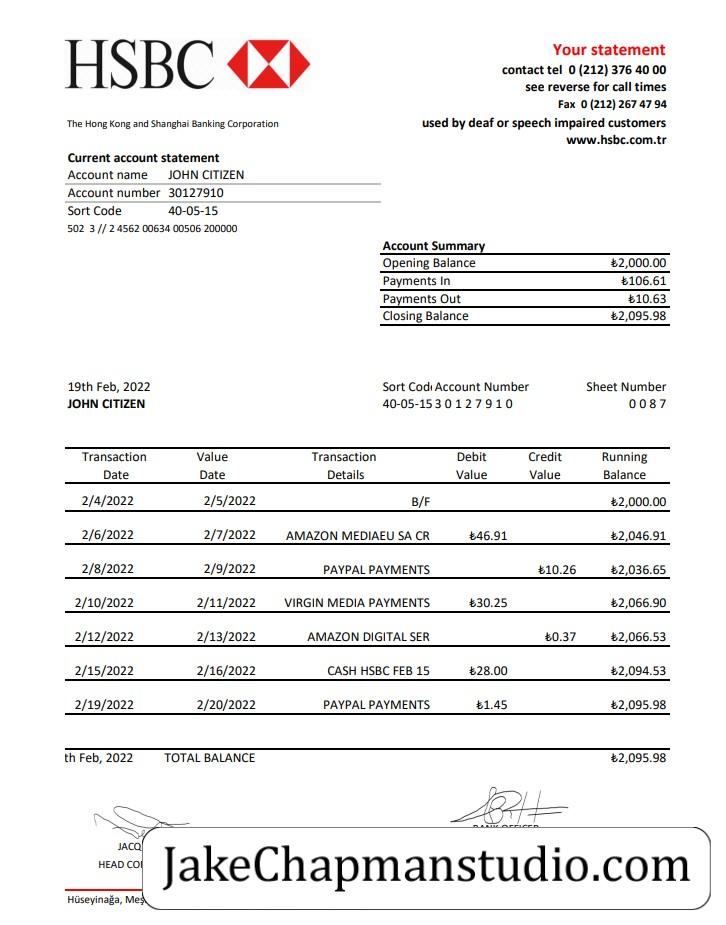 HSBC
Your statement
contact tel 0 (212) 376 40 00
see reverse for call times
Fax 0 (212) 267 47 94
The Hong Kong and Shanghai Banking Corporation
used by deaf or speech impaired customers
www.hsbc.com.tr
Current account statement
Account name JOHN CITIZEN
Account number 30127910
Sort Code 40-05-15
502 3 // 2 4562 00634 00506 200000
Account Summary
Opening Balance ₺2,000.00
Payments In ₺106.61
Payments Out ₺10.63
Closing Balance ₺2,095.98
19th Feb, 2022 Sort Cod Account Number Sheet Number
JOHN CITIZEN 40-05-15 3 0 1 2 7 9 1 0 0 0 8 7
Transaction Value Transaction Debit Credit Running
Date Date Details Value Value Balance
2/4/2022 2/5/2022 B/F ₺2,000.00
2/6/2022 2/7/2022 AMAZON MEDIAEU SA CR ₺46.91 ₺2,046.91
2/8/2022 2/9/2022 PAYPAL PAYMENTS ₺10.26 ₺2,036.65
2/10/2022 2/11/2022 VIRGIN MEDIA PAYMENTS ₺30.25 ₺2,066.90
2/12/2022 2/13/2022 AMAZON DIGITAL SER ₺0.37 ₺2,066.53
2/15/2022 2/16/2022 CASH HSBC FEB 15 ₺28.00 ₺2,094.53
2/19/2022 2/20/2022 PAYPAL PAYMENTS ₺1.45 ₺2,095.98
th Feb, 2022 TOTAL BALANCE ₺2,095.98
JACQ
HEAD CO
JakeChapmanstudio.com
Hüseyinağa, Meş